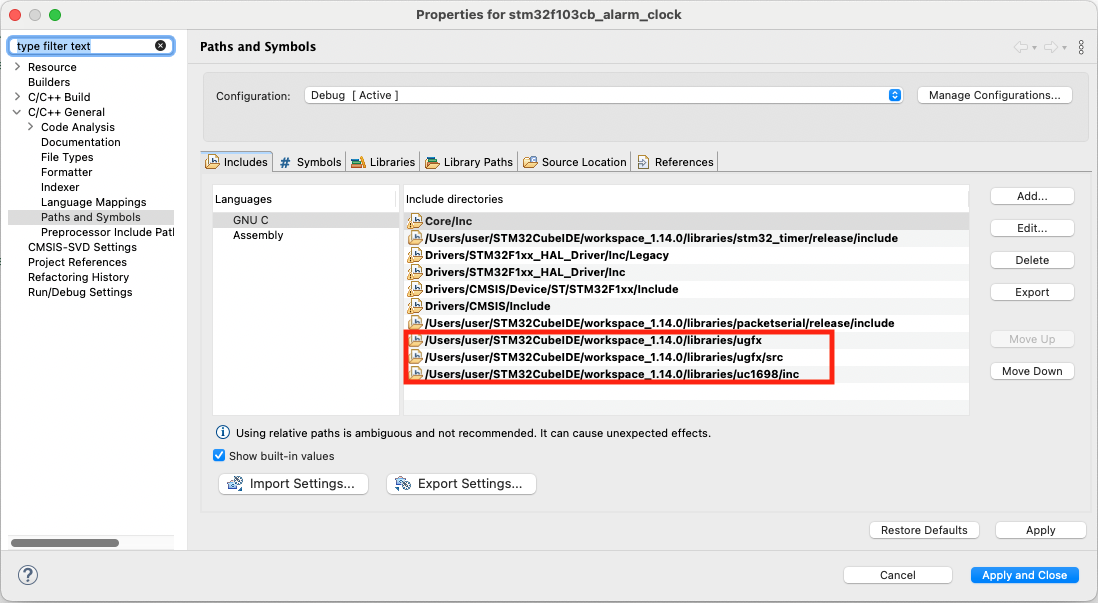 Properties for stm32f103cb_alarm_clock
type filter text
Resource
Builders
C/C++ Build
C/C++ General
Code Analysis
Documentation
File Types
Formatter
Indexer
Language Mappings
Paths and Symbols
Preprocessor Include Pat
CMSIS-SVD Settings
Project References
Refactoring History
Run/Debug Settings
Paths and Symbols
Configuration:
Debug [ Active ]
Manage Configurations...
Includes
# Symbols
Libraries
Library Paths
Source Location
References
Languages
GNU C
Assembly
Include directories
Core/Inc
/Users/user/STM32CubeIDE/workspace_1.14.0/libraries/stm32_timer/release/include
Drivers/STM32F1xx_HAL_Driver/Inc/Legacy
Drivers/STM32F1xx_HAL_Driver/Inc
Drivers/CMSIS/Device/ST/STM32F1xx/Include
Drivers/CMSIS/Include
/Users/user/STM32CubeIDE/workspace_1.14.0/libraries/packetserial/release/include
/Users/user/STM32CubeIDE/workspace_1.14.0/libraries/ugfx
/Users/user/STM32CubeIDE/workspace_1.14.0/libraries/ugfx/src
/Users/user/STM32CubeIDE/workspace_1.14.0/libraries/uc1698/inc
Add...
Edit...
Delete
Export
Move Up
Move Down
Using relative paths is ambiguous and not recommended. It can cause unexpected effects.
Show built-in values
Import Settings...
Export Settings...
Restore Defaults
Apply
?
Cancel
Apply and Close